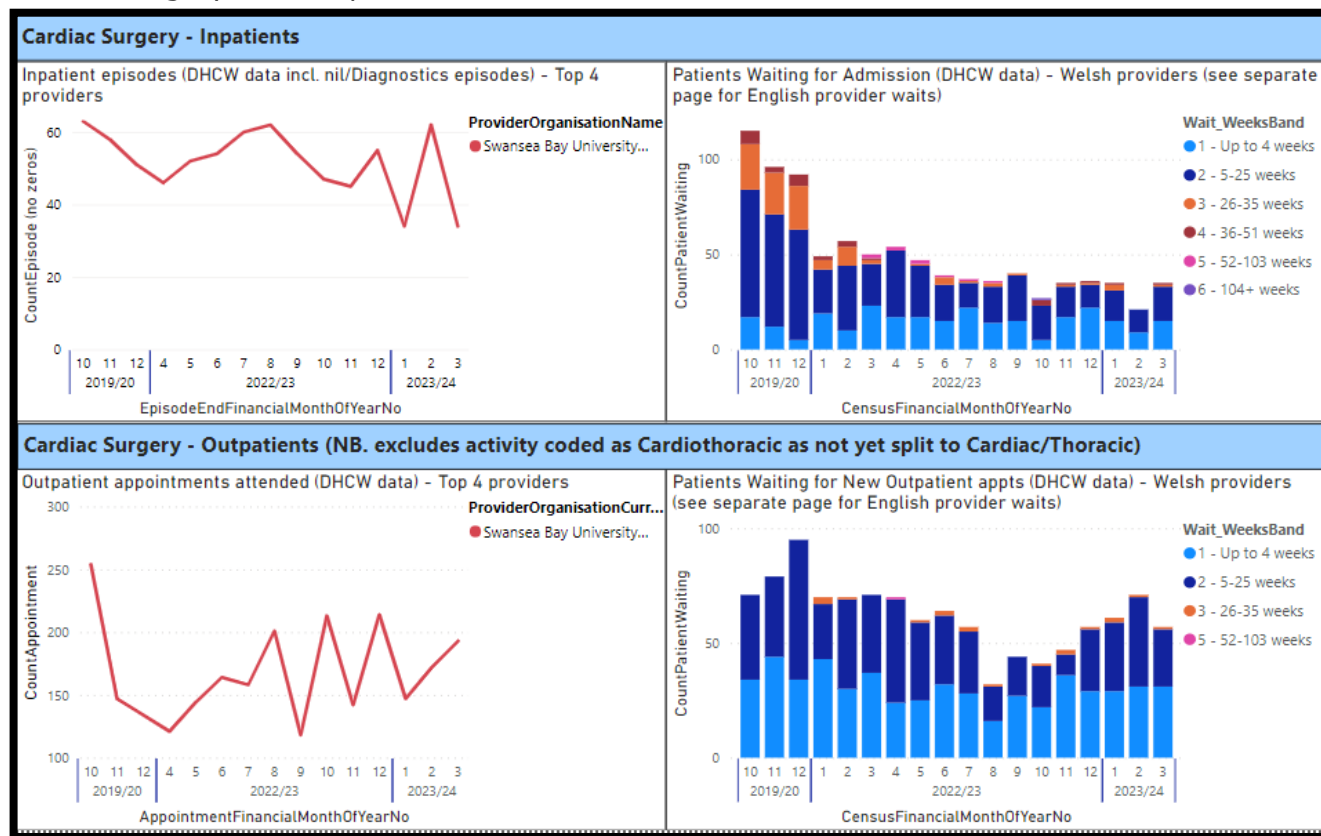 Cardiac Surgery - Inpatients
Inpatient episodes (DHCW data incl. nil/Diagnostics episodes) - Top 4
providers
ProviderOrganisationName
Swansea Bay University...
CountEpisode (no zeros)
60
40
20
0
10 11 12 4 5 6 7 8 9 10 11 12 1 2 3
2019/20 2022/23 2023/24
EpisodeEndFinancialMonthOfYearNo
Patients Waiting for Admission (DHCW data) - Welsh providers (see separate
page for English provider waits)
Wait_WeeksBand
1 - Up to 4 weeks
2 - 5-25 weeks
3 - 26-35 weeks
4 - 36-51 weeks
5 - 52-103 weeks
6 - 104+ weeks
CountPatientWaiting
100
50
0
10 11 12 1 2 3 4 5 6 7 8 9 10 11 12 1 2 3
2019/20 2022/23 2023/24
CensusFinancialMonthOfYearNo
Cardiac Surgery - Outpatients (NB. excludes activity coded as Cardiothoracic as not yet split to Cardiac/Thoracic)
Outpatient appointments attended (DHCW data) - Top 4 providers
ProviderOrganisationCurr...
Swansea Bay University...
CountAppointment
300
250
200
150
100
10 11 12 4 5 6 7 8 9 10 11 12 1 2 3
2019/20 2022/23 2023/24
AppointmentFinancialMonthOfYearNo
Patients Waiting for New Outpatient appts (DHCW data) - Welsh providers
(see separate page for English provider waits)
Wait_WeeksBand
1 - Up to 4 weeks
2 - 5-25 weeks
3 - 26-35 weeks
5 - 52-103 weeks
CountPatientWaiting
100
50
0
10 11 12 1 2 3 4 5 6 7 8 9 10 11 12 1 2 3
2019/20 2022/23 2023/24
CensusFinancialMonthOfYearNo